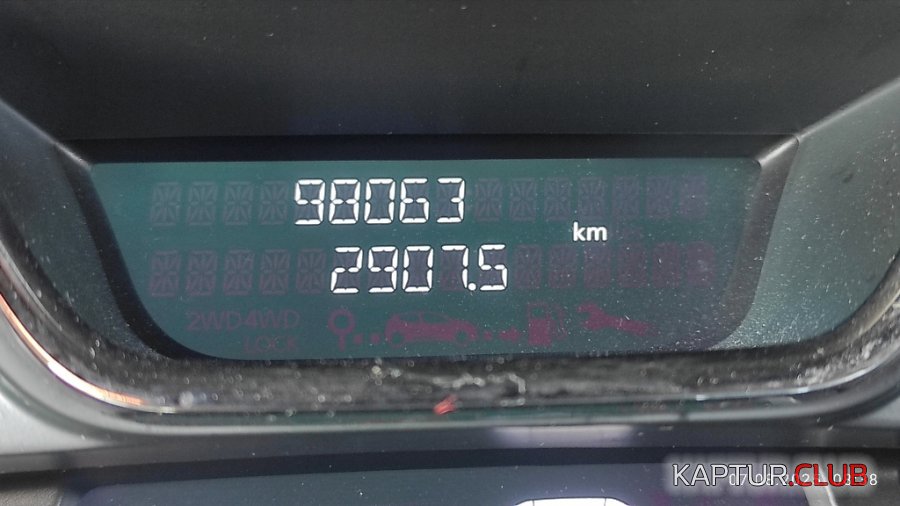 98063
km
2907.5
2WD4WD
LOCK
KAPTUR.CLUB